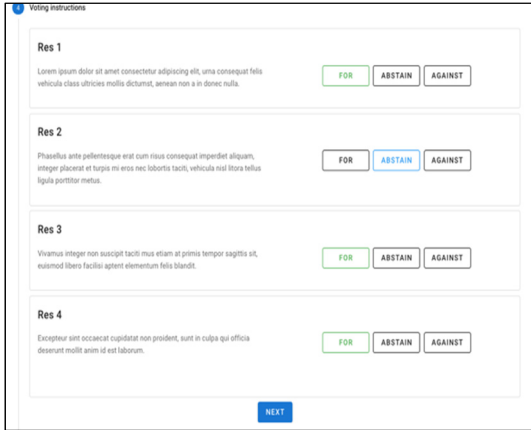 4 Voting instructions
Res 1
Lorem ipsum dolor sit amet consectetur adipiscing elit, urna consequat felis
vehicula class ultricies mollis dictumst, aenean non a in donec nulla.
FOR ABSTAIN AGAINST
Res 2
Phasellus ante pellentesque erat cum risus consequat imperdiet aliquam,
integer placerat et turpis mi eros nec lobortis taciti, vehicula nisl litora tellus
ligula porttitor metus.
FOR ABSTAIN AGAINST
Res 3
Vivamus integer non suscipit taciti mus etiam at primis tempor sagittis sit,
euismod libero facilisi aptent elementum felis blandit.
FOR ABSTAIN AGAINST
Res 4
Excepteur sint occaecat cupidatat non proident, sunt in culpa qui officia
deserunt mollit anim id est laborum.
FOR ABSTAIN AGAINST
NEXT